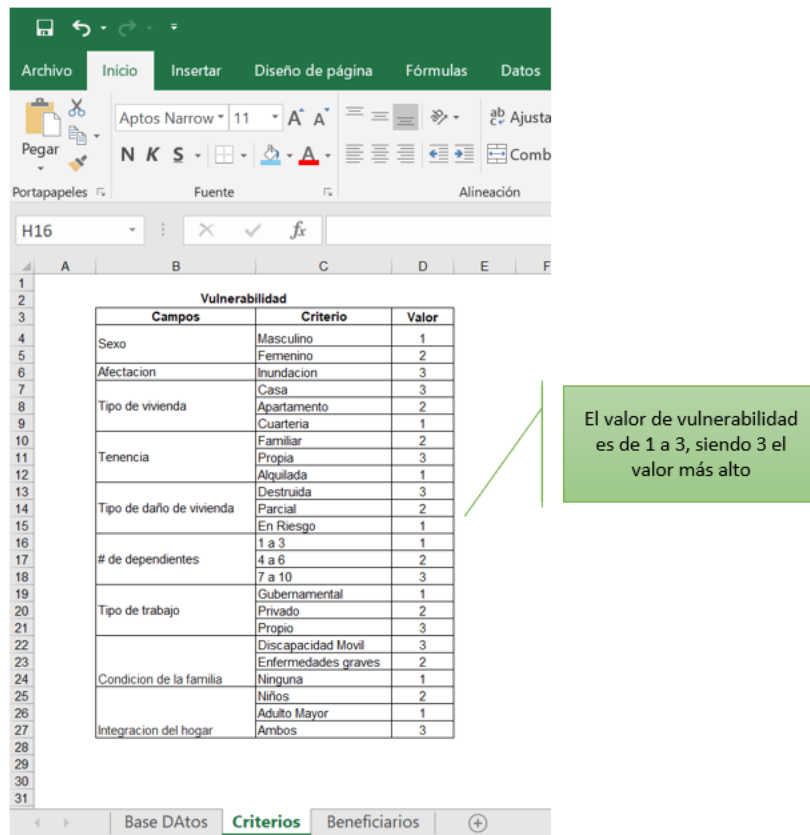 Archivo Inicio Insertar Diseño de página Fórmulas Datos
Pegar Aptos Narrow 11 A A ab Ajusta
N K S A Comb
Portapapeles Fuente Alineación
H16 fx
A B C D E F
1
2 Vulnerabilidad
3 Campos Criterio Valor
4 Sexo Masculino 1
5 Femenino 2
6 Afectacion Inundacion 3
7 Tipo de vivienda Casa 3
8 Apartamento 2
9 Cuarteria 1
10 Tenencia Familiar 2
11 Propia 3
12 Alquilada 1
13 Tipo de daño de vivienda Destruida 3
14 Parcial 2
15 En Riesgo 1
16 # de dependientes 1 a 3 1
17 4 a 6 2
18 7 a 10 3
19 Tipo de trabajo Gubernamental 1
20 Privado 2
21 Propio 3
22 Discapacidad Movil 3
23 Enfermedades graves 2
24 Condicion de la familia Ninguna 1
25 Niños 2
26 Adulto Mayor 1
27 Integracion del hogar Ambos 3
28
29
30
31
El valor de vulnerabilidad
es de 1 a 3, siendo 3 el
valor más alto
Base DAtos Criterios Beneficiarios